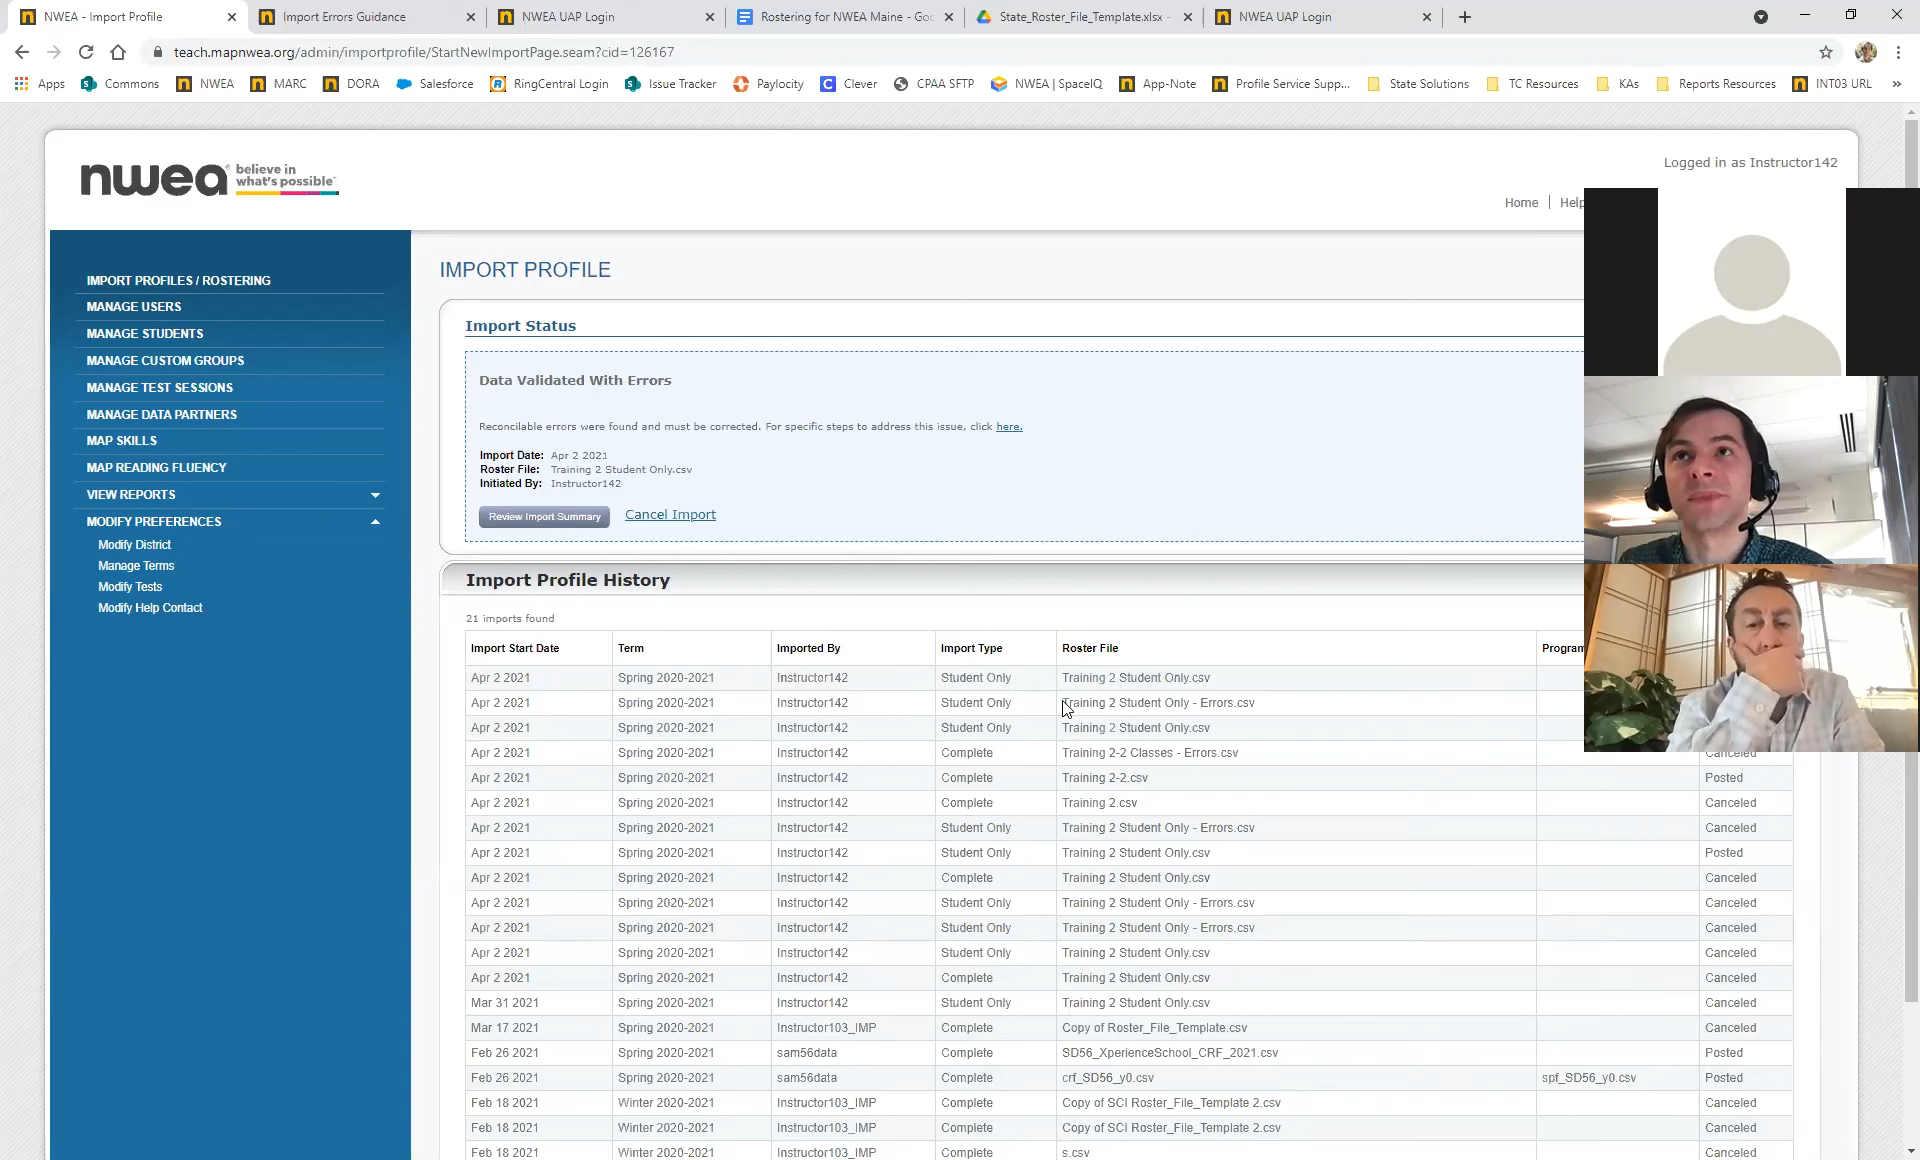 NWEA - Import Profile
Import Errors Guidance
NWEA UAP Login
Rostering for NWEA Maine - Goo
State_Roster_File_Template.xlsx -
NWEA UAP Login
teach.mapnwea.org/admin/importprofile/StartNewImportPage.seam?cid=126167
Apps Commons NWEA MARC DORA Salesforce RingCentral Login Issue Tracker Paylocity Clever CPAA SFTP NWEA | SpaceIQ App-Note Profile Service Supp... State Solutions TC Resources KAs Reports Resources INT03 URL »
nwea believe in what's possible
Logged in as Instructor142
Home | Help
IMPORT PROFILES / ROSTERING
MANAGE USERS
MANAGE STUDENTS
MANAGE CUSTOM GROUPS
MANAGE TEST SESSIONS
MANAGE DATA PARTNERS
MAP SKILLS
MAP READING FLUENCY
VIEW REPORTS
MODIFY PREFERENCES
Modify District
Manage Terms
Modify Tests
Modify Help Contact
IMPORT PROFILE
Import Status
Data Validated With Errors
Reconcilable errors were found and must be corrected. For specific steps to address this issue, click here.
Import Date: Apr 2 2021
Roster File: Training 2 Student Only.csv
Initiated By: Instructor142
Review Import Summary Cancel Import
Import Profile History
21 imports found
Import Start Date Term Imported By Import Type Roster File Program
Apr 2 2021 Spring 2020-2021 Instructor142 Student Only Training 2 Student Only.csv
Apr 2 2021 Spring 2020-2021 Instructor142 Student Only Training 2 Student Only - Errors.csv
Apr 2 2021 Spring 2020-2021 Instructor142 Student Only Training 2 Student Only.csv
Apr 2 2021 Spring 2020-2021 Instructor142 Complete Training 2-2 Classes - Errors.csv Canceled
Apr 2 2021 Spring 2020-2021 Instructor142 Complete Training 2-2.csv Posted
Apr 2 2021 Spring 2020-2021 Instructor142 Complete Training 2.csv Canceled
Apr 2 2021 Spring 2020-2021 Instructor142 Student Only Training 2 Student Only - Errors.csv Canceled
Apr 2 2021 Spring 2020-2021 Instructor142 Student Only Training 2 Student Only.csv Posted
Apr 2 2021 Spring 2020-2021 Instructor142 Complete Training 2 Student Only.csv Canceled
Apr 2 2021 Spring 2020-2021 Instructor142 Student Only Training 2 Student Only - Errors.csv Canceled
Apr 2 2021 Spring 2020-2021 Instructor142 Student Only Training 2 Student Only - Errors.csv Canceled
Apr 2 2021 Spring 2020-2021 Instructor142 Student Only Training 2 Student Only.csv Canceled
Apr 2 2021 Spring 2020-2021 Instructor142 Complete Training 2 Student Only.csv Canceled
Mar 31 2021 Spring 2020-2021 Instructor142 Student Only Training 2 Student Only.csv Canceled
Mar 17 2021 Spring 2020-2021 Instructor103_IMP Complete Copy of Roster_File_Template.csv Canceled
Feb 26 2021 Spring 2020-2021 sam56data Complete SD56_XperienceSchool_CRF_2021.csv Posted
Feb 26 2021 Spring 2020-2021 sam56data Complete crf_SD56_y0.csv spf_SD56_y0.csv Posted
Feb 18 2021 Winter 2020-2021 Instructor103_IMP Complete Copy of SCI Roster_File_Template 2.csv Canceled
Feb 18 2021 Winter 2020-2021 Instructor103_IMP Complete Copy of SCI Roster_File_Template 2.csv Canceled
Feb 18 2021 Winter 2020-2021 Instructor103_IMP Complete s.csv Canceled